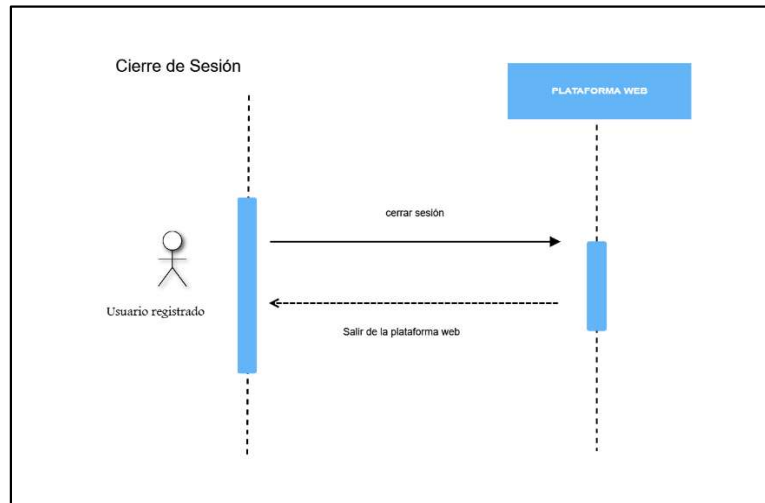 Cierre de Sesión
PLATAFORMA WEB
cerrar sesión
Usuario registrado
Salir de la plataforma web